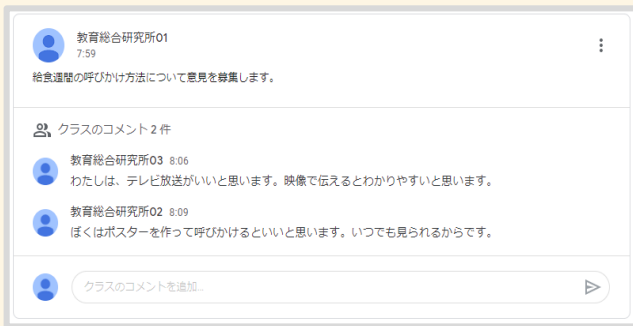 教育総合研究所01
7:59
給食週間の呼びかけ方法について意見を募集します。
クラスのコメント 2 件
教育総合研究所03 8:06
わたしは、テレビ放送がいいと思います。映像で伝えるとわかりやすいと思います。
教育総合研究所02 8:09
ぼくはポスターを作って呼びかけるといいと思います。いつでも見られるからです。
クラスのコメントを追加...